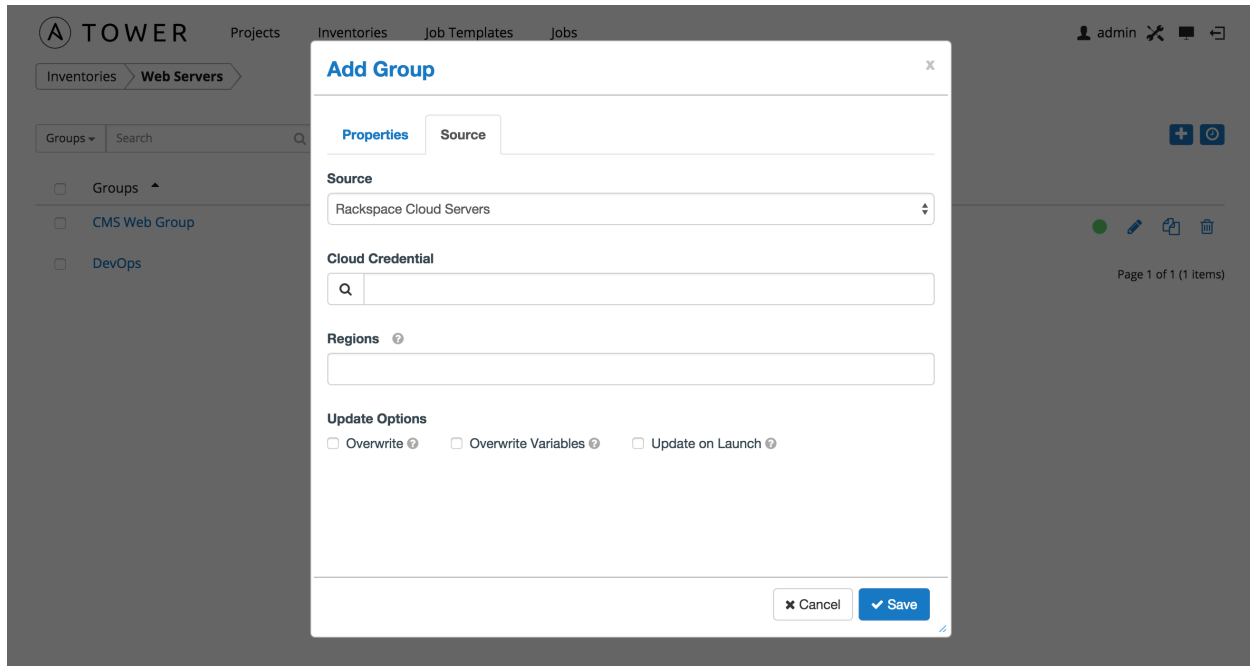 TOWER Projects Inventories Job Templates Jobs admin
Inventories Web Servers
Add Group x
Groups Search
Properties Source
Groups
Source
CMS Web Group
Rackspace Cloud Servers
DevOps
Cloud Credential
Page 1 of 1 (1 items)
Regions ?
Update Options
Overwrite ? Overwrite Variables ? Update on Launch ?
Cancel Save